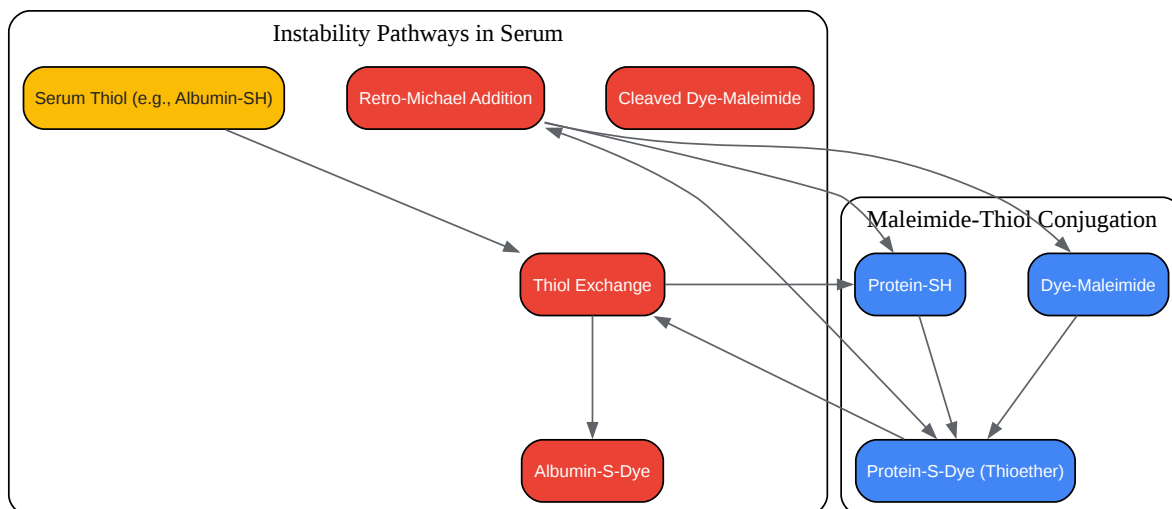 Instability Pathways in Serum
Serum Thiol (e.g., Albumin-SH)
Retro-Michael Addition
Cleaved Dye-Maleimide
Maleimide-Thiol Conjugation
Thiol Exchange
Protein-SH
Dye-Maleimide
Albumin-S-Dye
Protein-S-Dye (Thioether)